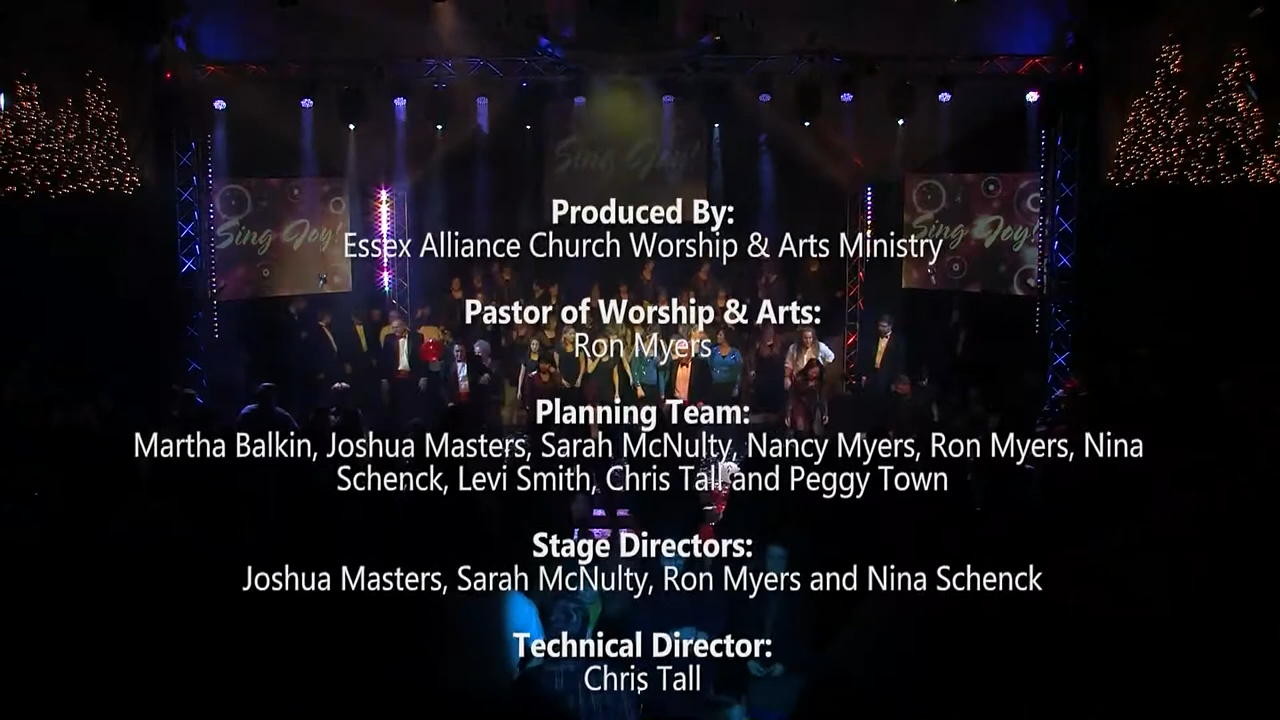 Sing Joy!
Sing Joy!
Sing Joy!
Produced By:
Essex Alliance Church Worship & Arts Ministry
Pastor of Worship & Arts:
Ron Myers
Planning Team:
Martha Balkin, Joshua Masters, Sarah McNulty, Nancy Myers, Ron Myers, Nina
Schenck, Levi Smith, Chris Tall and Peggy Town
Stage Directors:
Joshua Masters, Sarah McNulty, Ron Myers and Nina Schenck
Technical Director:
Chris Tall